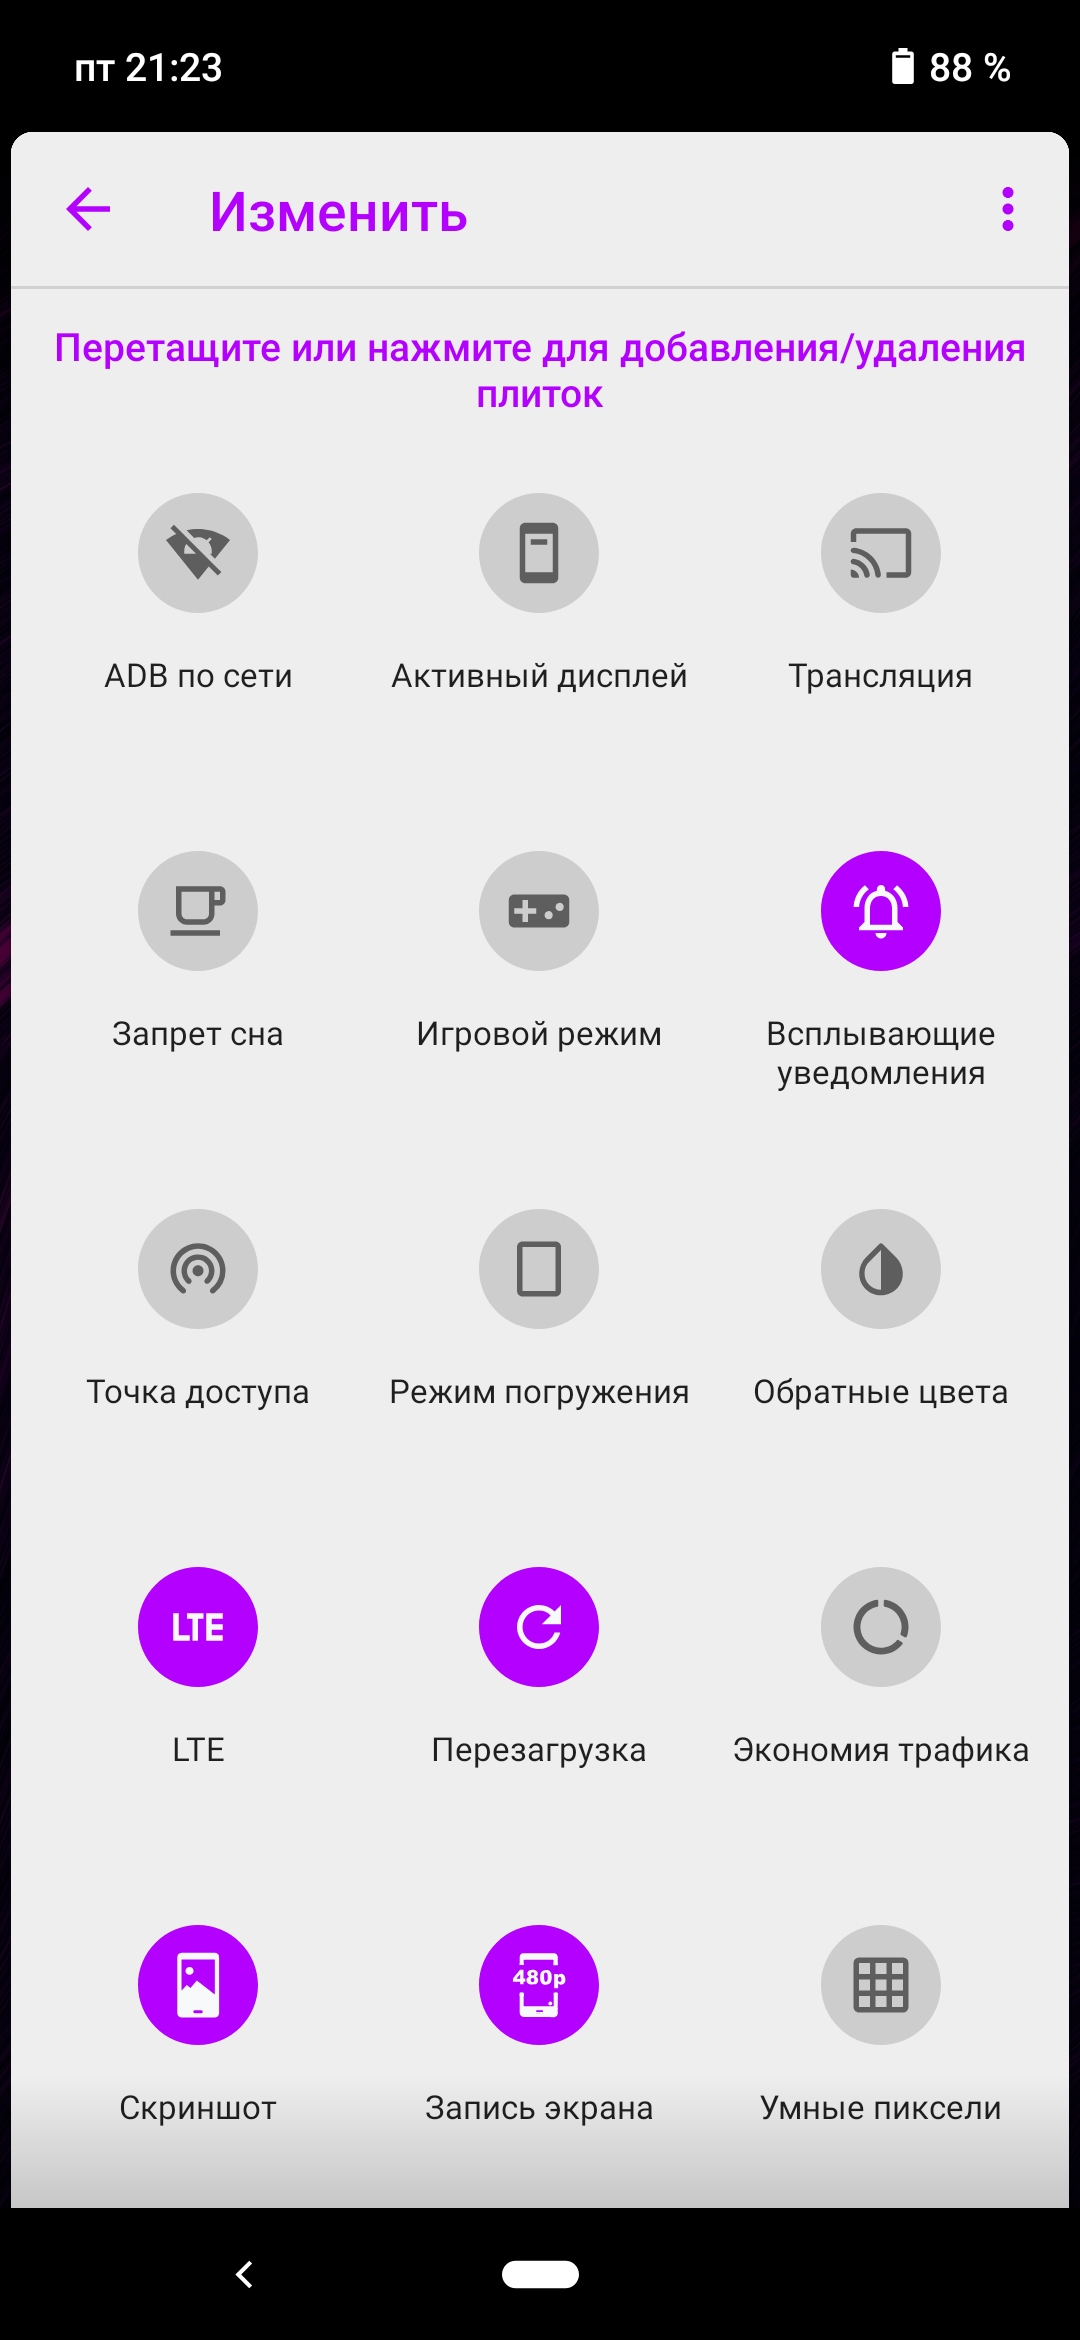 пт 21:23
88 %
Изменить
Перетащите или нажмите для добавления/удаления
плиток
ADB по сети
Активный дисплей
Трансляция
Запрет сна
Игровой режим
Всплывающие
уведомления
Точка доступа
Режим погружения
Обратные цвета
LTE
LTE
Перезагрузка
Экономия трафика
480p
Скриншот
Запись экрана
Умные пиксели